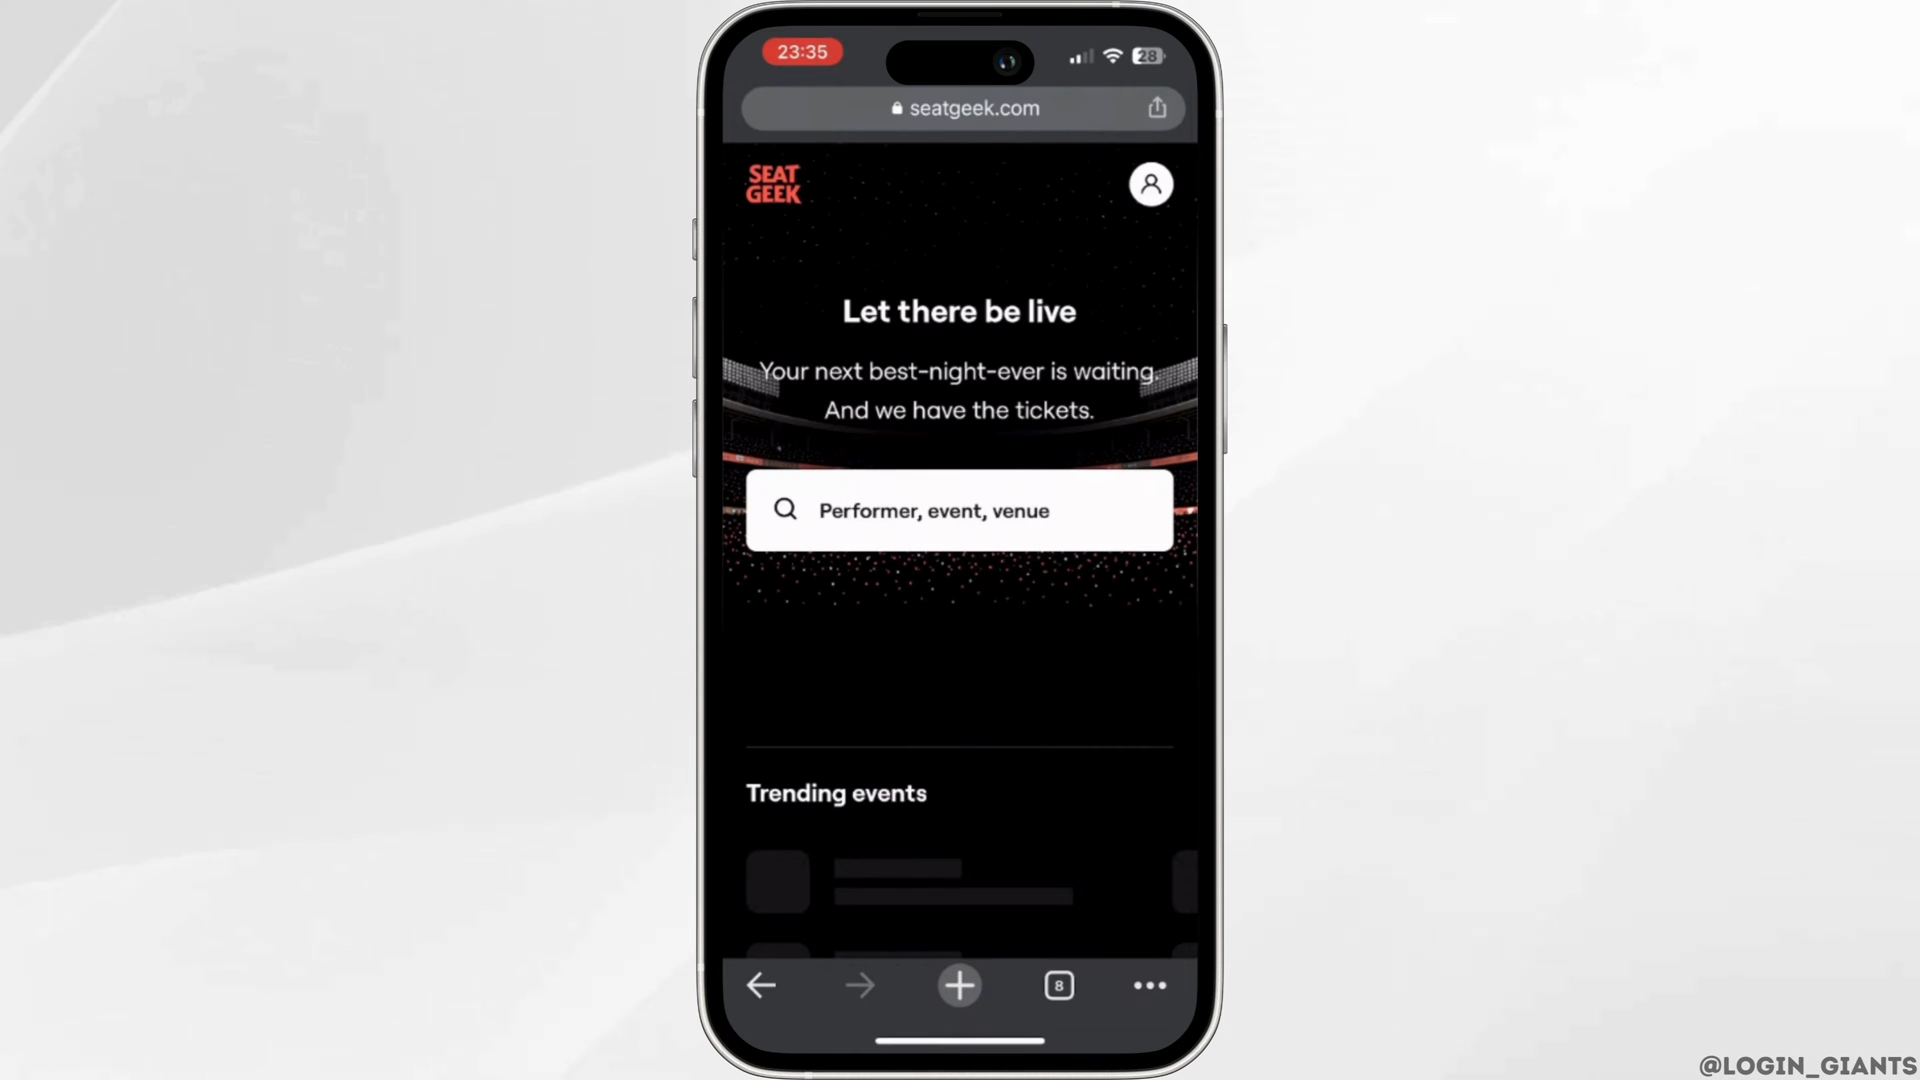 23:35
28
seatgeek.com
SEAT
GEEK
Let there be live
Your next best-night-ever is waiting.
And we have the tickets.
Performer, event, venue
Trending events
8
@LOGIN_GIANTS